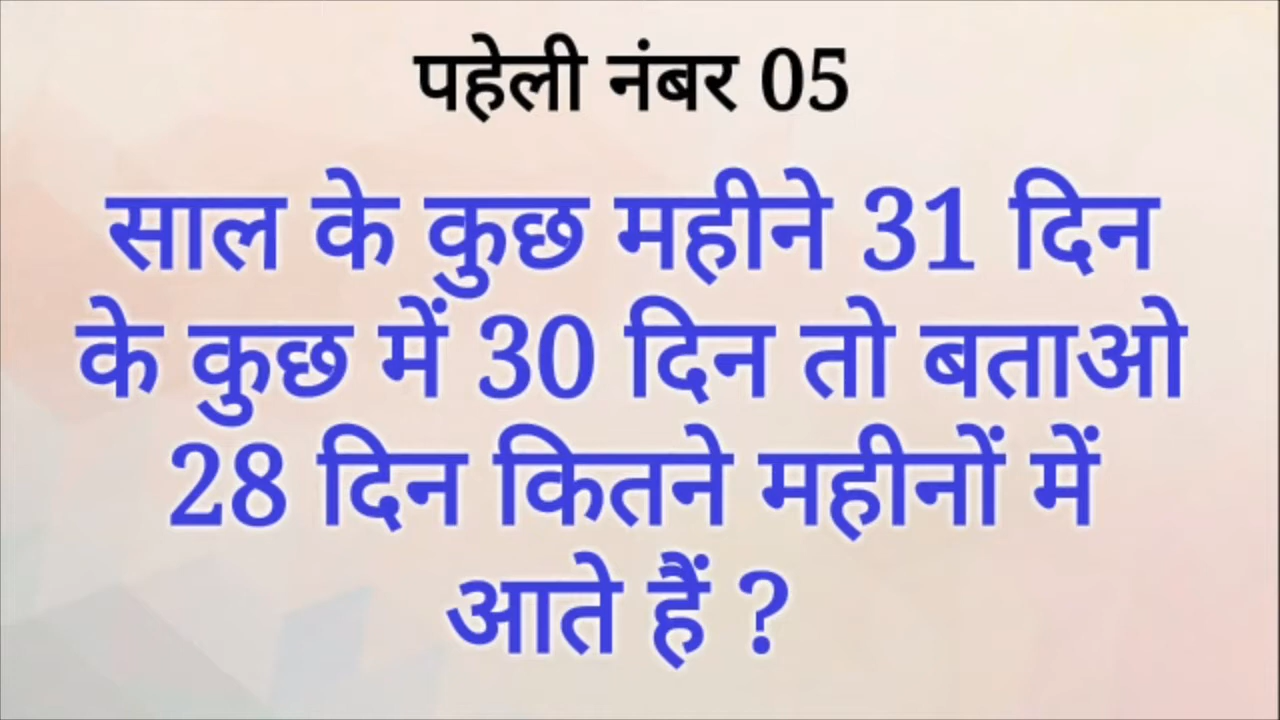 पहेली नंबर 05
साल के कुछ महीने 31 दिन
के कुछ में 30 दिन तो बताओ
28 दिन कितने महीनों में
आते हैं ?